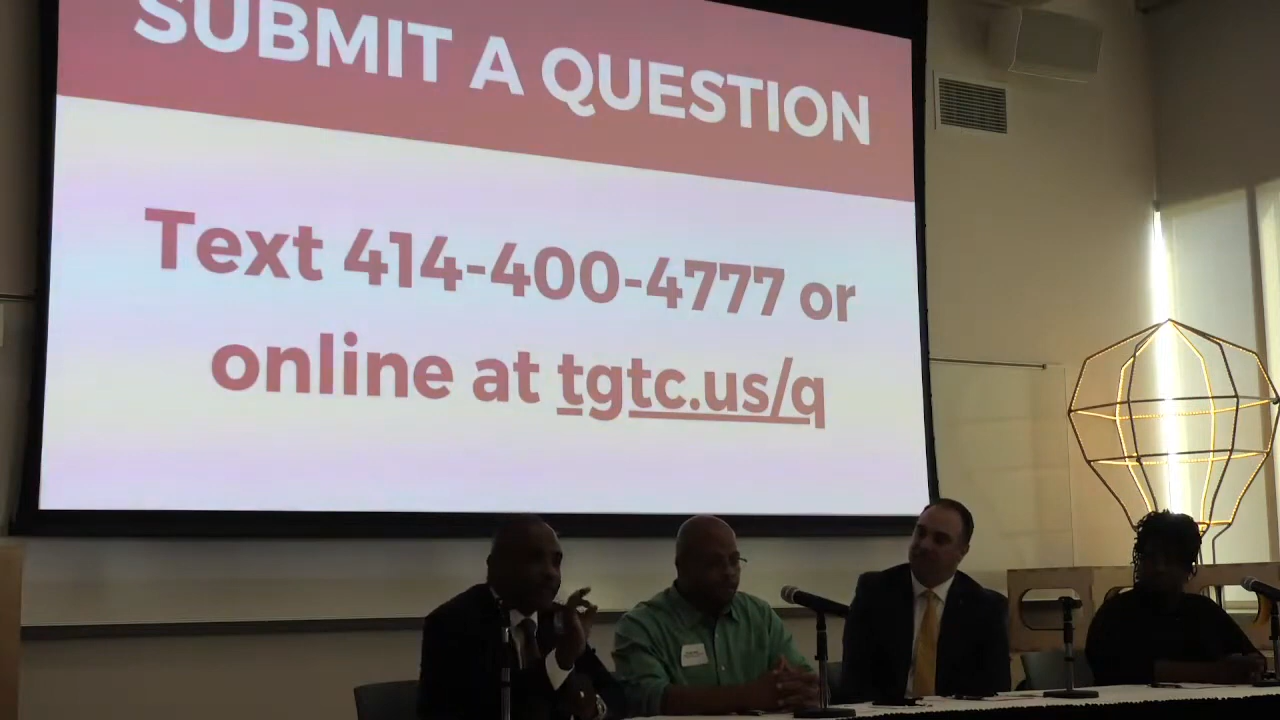 SUBMIT A QUESTION
Text 414-400-4777 or
online at tgtc.us/q